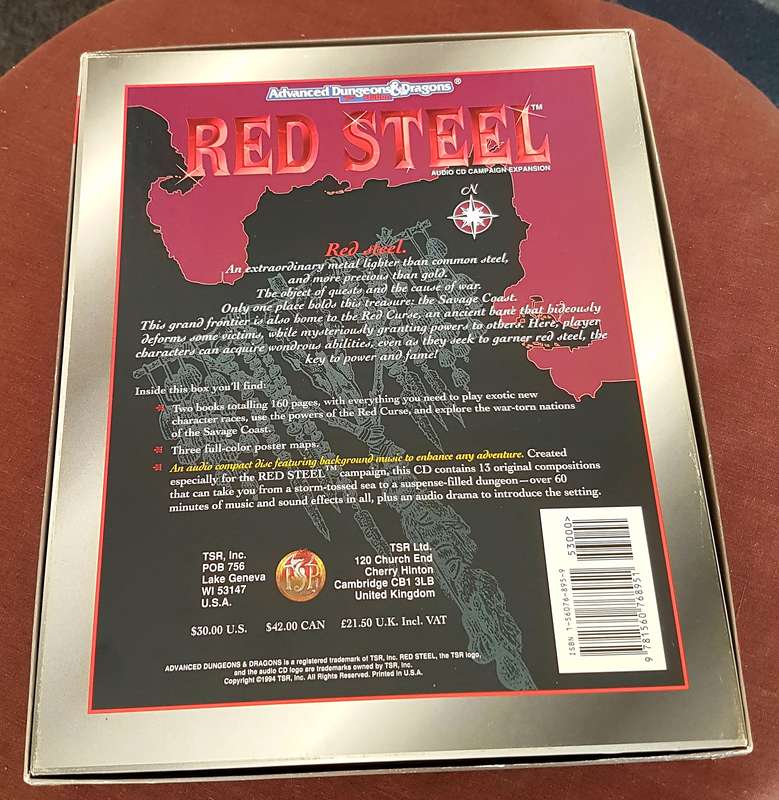 Advanced Dungeons & Dragons®
RED STEEL™
AUDIO CD CAMPAIGN EXPANSION
N
Red steel.
An extraordinary metal lighter than common steel,
and more precious than gold.
The object of quests and the cause of war.
Only one place holds this treasure: the Savage Coast.
This grand frontier is also home to the Red Curse, an ancient bane that hideously
deforms some victims, while mysteriously granting powers to others. Here, player
characters can acquire wondrous abilities, even as they seek to garner red steel, the
key to power and fame!
Inside this box you'll find:
Two books totalling 160 pages, with everything you need to play exotic new
character races, use the powers of the Red Curse, and explore the war-torn nations
of the Savage Coast.
Three full-color poster maps.
An audio compact disc featuring background music to enhance any adventure. Created
especially for the RED STEEL™ campaign, this CD contains 13 original compositions
that can take you from a storm-tossed sea to a suspense-filled dungeon—over 60
minutes of music and sound effects in all, plus an audio drama to introduce the setting.
TSR, Inc.
POB 756
Lake Geneva
WI 53147
U.S.A.
TSR
TSR Ltd.
120 Church End
Cherry Hinton
Cambridge CB1 3LB
United Kingdom
$30.00 U.S. $42.00 CAN £21.50 U.K. Incl. VAT
ADVANCED DUNGEONS & DRAGONS is a registered trademark of TSR, Inc. RED STEEL, the TSR logo,
and the audio CD logo are trademarks owned by TSR, Inc.
Copyright ©1994 TSR, Inc. All Rights Reserved. Printed in U.S.A.
ISBN 1-56076-895-9
53000>
9 781560 768951